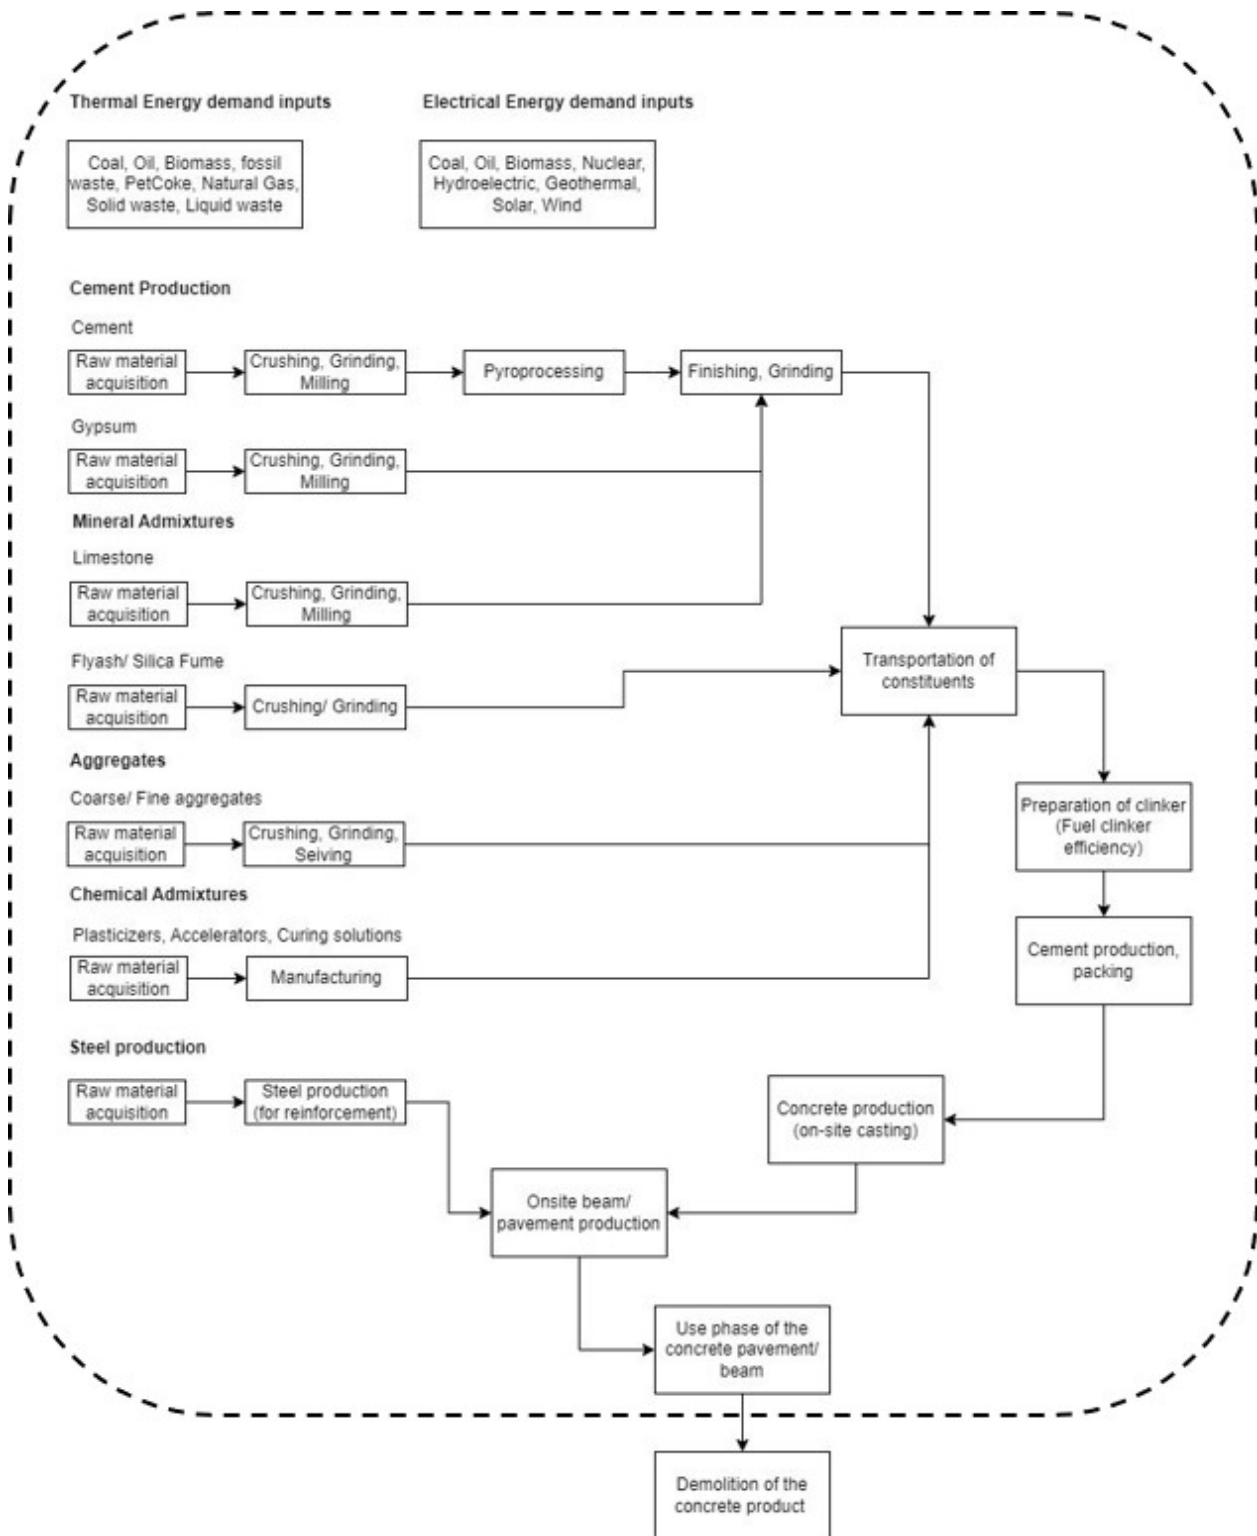 Thermal Energy demand inputs
Electrical Energy demand inputs
Coal, Oil, Biomass, fossil
waste, PetCoke, Natural Gas,
Solid waste, Liquid waste
Coal, Oil, Biomass, Nuclear,
Hydroelectric, Geothermal,
Solar, Wind
Cement Production
Cement
Raw material
acquisition
Crushing, Grinding,
Milling
Pyroprocessing
Finishing, Grinding
Gypsum
Raw material
acquisition
Crushing, Grinding,
Milling
Mineral Admixtures
Limestone
Raw material
acquisition
Crushing, Grinding,
Milling
Flyash/ Silica Fume
Raw material
acquisition
Crushing/ Grinding
Transportation of
constituents
Aggregates
Coarse/ Fine aggregates
Raw material
acquisition
Crushing, Grinding,
Seiving
Preparation of clinker
(Fuel clinker
efficiency)
Chemical Admixtures
Plasticizers, Accelerators, Curing solutions
Raw material
acquisition
Manufacturing
Cement production,
packing
Steel production
Raw material
acquisition
Steel production
(for reinforcement)
Concrete production
(on-site casting)
Onsite beam/
pavement production
Use phase of the
concrete pavement/
beam
Demolition of the
concrete product